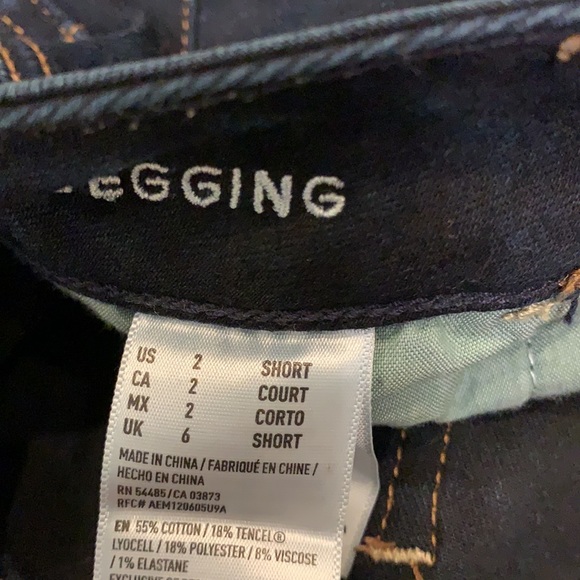 EGGING
US 2 SHORT
CA 2 COURT
MX 2 CORTO
UK 6 SHORT
MADE IN CHINA / FABRIQUÉ EN CHINE /
HECHO EN CHINA
RN 54485 / CA 03873
RFC# AEM120605U9A
EN 55% COTTON / 18% TENCEL®
LYOCELL / 18% POLYESTER / 8% VISCOSE
/ 1% ELASTANE